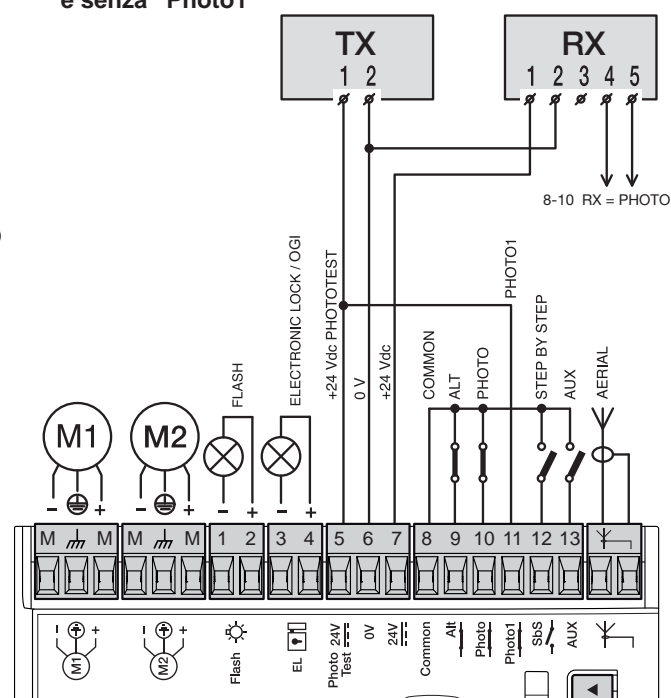 e senza "Photo1"
TX
1 2
RX
1 2 3 4 5
8-10 RX = PHOTO
FLASH
ELECTRONIC LOCK / OGI
+24 Vdc PHOTOTEST
0 V
+24 Vdc
COMMON
ALT
PHOTO
PHOTO1
STEP BY STEP
AUX
AERIAL
M1
M2
- +
- +
- +
- +
M M M M 1 2 3 4 5 6 7 8 9 10 11 12 13
- +
M1
- +
M2
Flash
EL
Photo 24V
Test
0V
24V
Common
Alt
Photo
Photo1
SbS
AUX